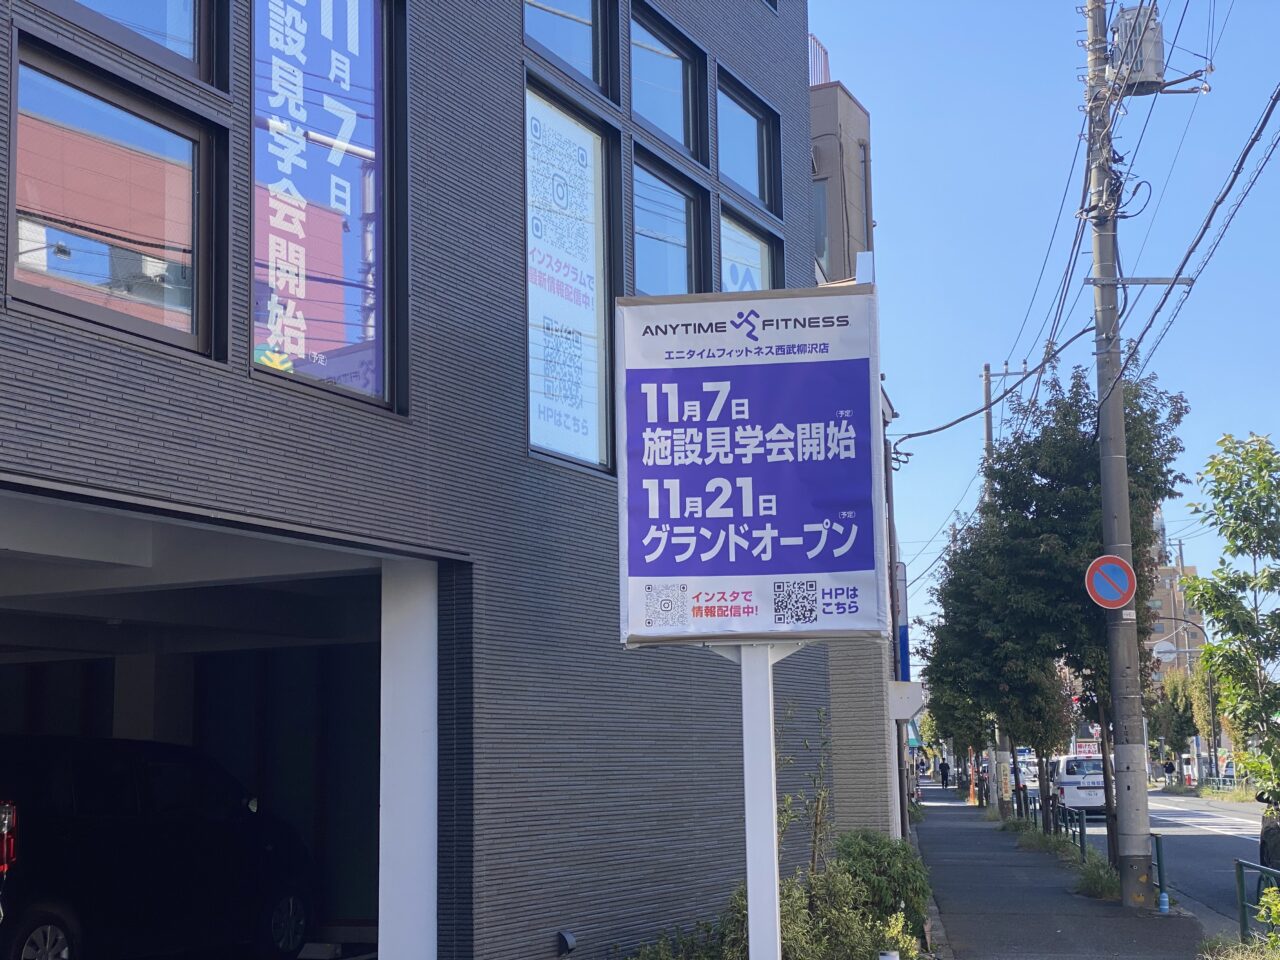 11月7日
施設見学会開始
(予定)
インスタグラムで
最新情報配信中!
HPはこちら
ANYTIME FITNESS
エニタイムフィットネス西武柳沢店
11月7日
(予定)
施設見学会開始
11月21日
(予定)
グランドオープン
インスタで
情報配信中!
HPは
こちら